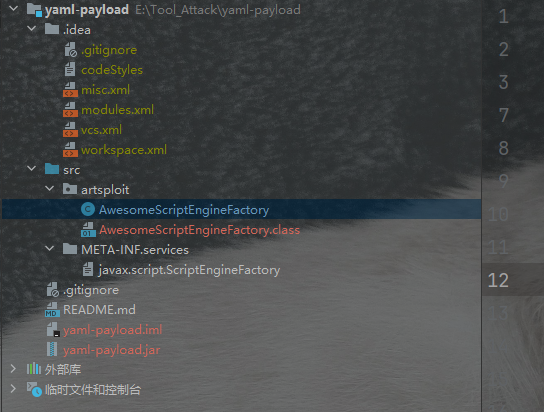 yaml-payload E:\Tool_Attack\yaml-payload
.idea
.gitignore
codeStyles
misc.xml
modules.xml
vcs.xml
workspace.xml
src
artsploit
AwesomeScriptEngineFactory
AwesomeScriptEngineFactory.class
META-INF.services
javax.script.ScriptEngineFactory
.gitignore
README.md
yaml-payload.iml
yaml-payload.jar
外部库
临时文件和控制台
1
2
3
7
8
9
10
11
12
13